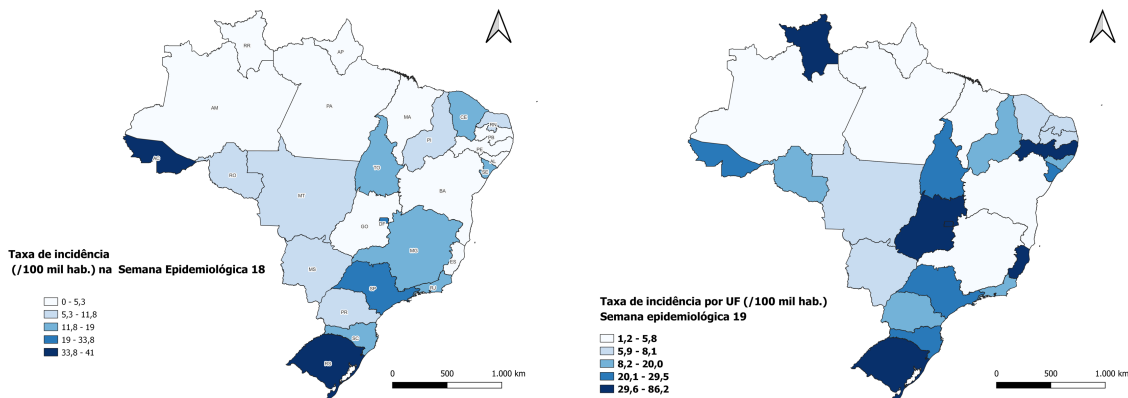 RR
AP
AM
PA
MA
CE
RN
PB
PI
PE
AL
SE
AC
TO
RO
BA
MT
DF
GO
MG
ES
MS
SP
RJ
PR
SC
RS
Taxa de incidência
(/100 mil hab.) na Semana Epidemiológica 18
0 - 5,3
5,3 - 11,8
11,8 - 19
19 - 33,8
33,8 - 41
0 500 1.000 km
Taxa de incidência por UF (/100 mil hab.)
Semana epidemiológica 19
1,2 - 5,8
5,9 - 8,1
8,2 - 20,0
20,1 - 29,5
29,6 - 86,2
0 500 1.000 km